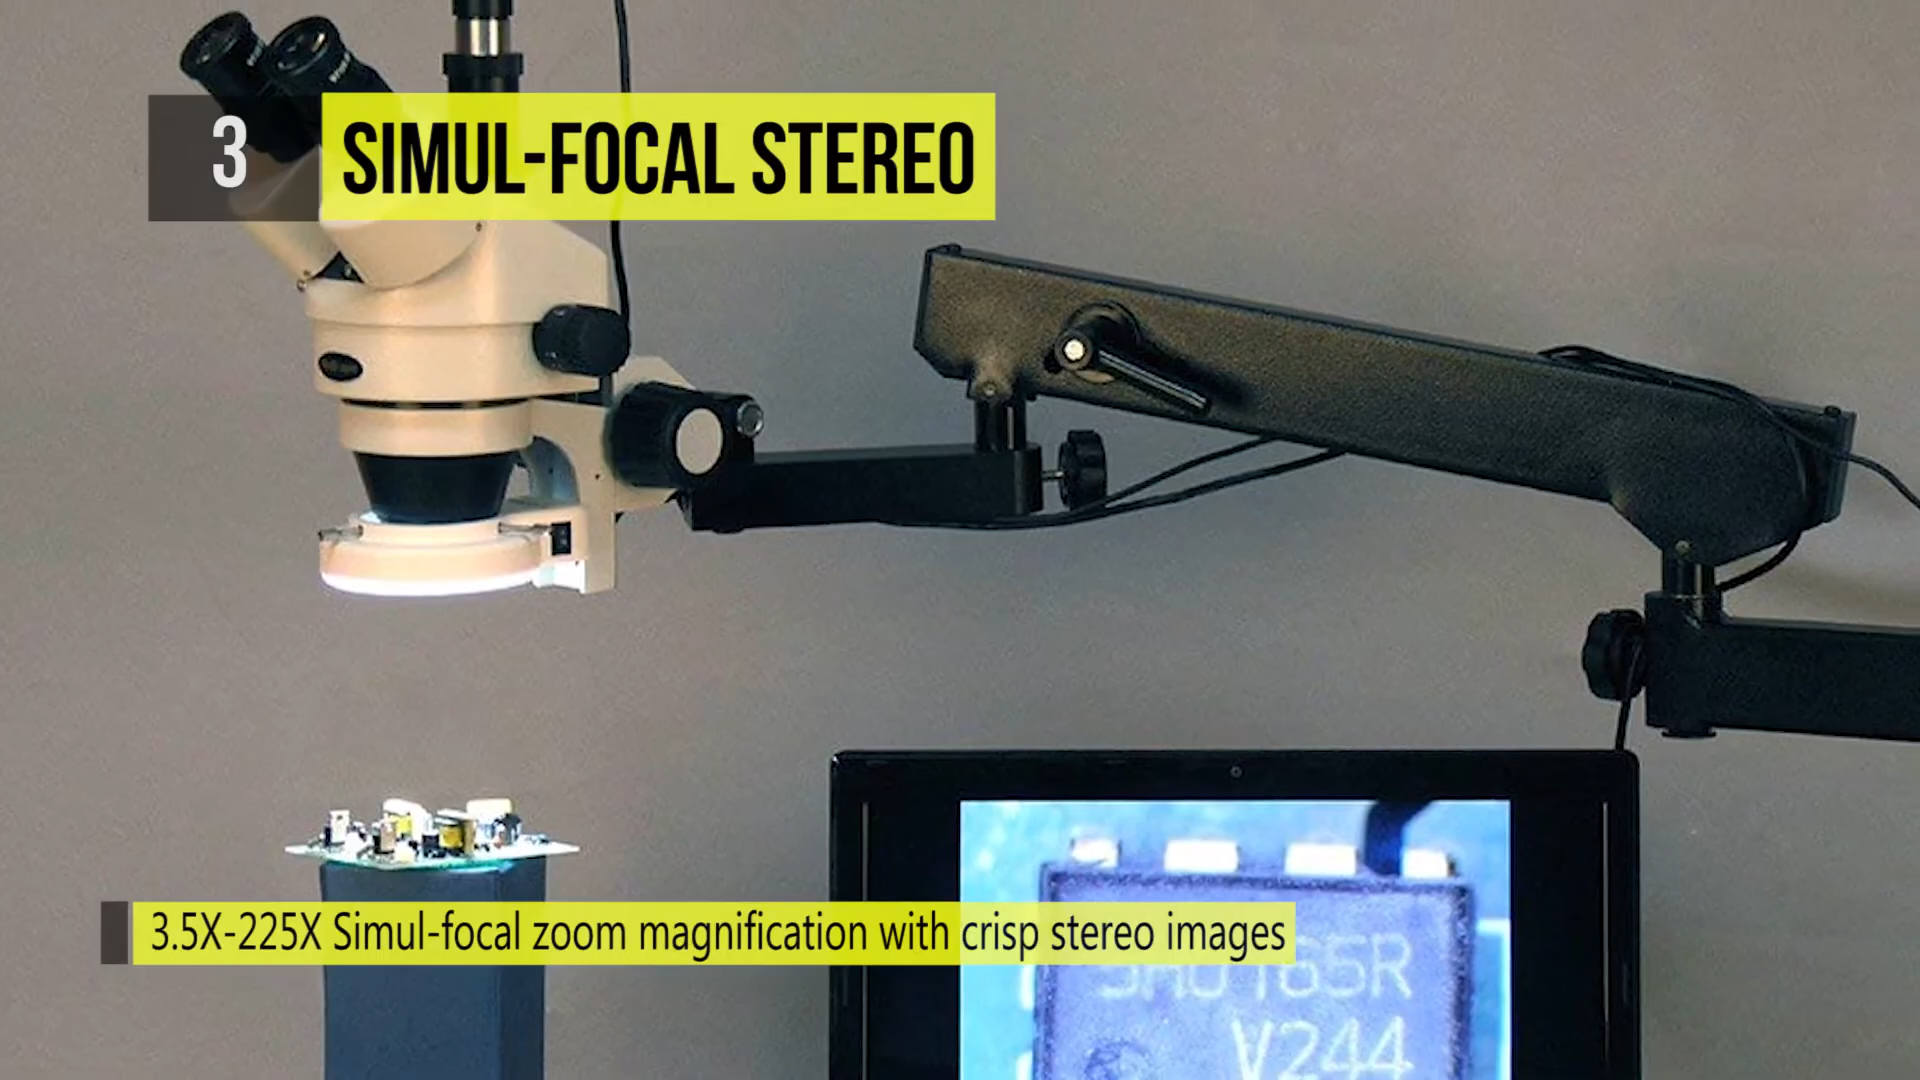 3
SIMUL-FOCAL STEREO
3.5X-225X Simul-focal zoom magnification with crisp stereo images
V244